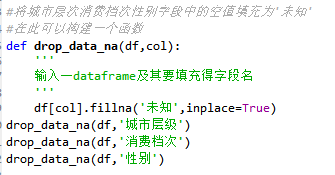 #将城市层次消费档次性别字段中的空值填充为'未知'
#在此可以构建一个函数
def drop_data_na(df,col):
'''
输入一dataframe及其要填充得字段名
'''
df[col].fillna('未知',inplace=True)
drop_data_na(df,'城市层级')
drop_data_na(df,'消费档次')
drop_data_na(df,'性别')